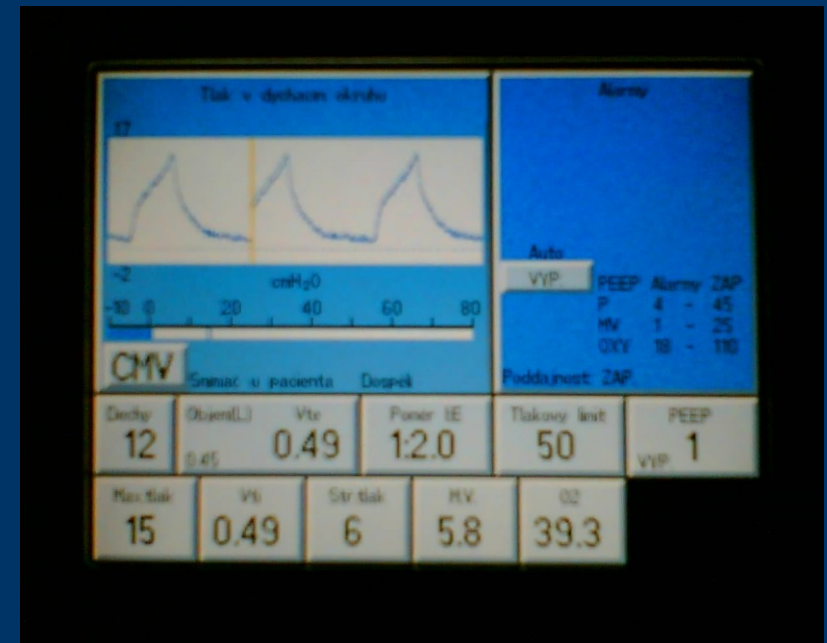 Tlak v dychacom okruhu
17
-2
cmH2O
-10 0 20 40 60 80
CMV
Snimac u pacienta Dospeli
Alarmy
Auto
VYP.
PEEP Alarmy ZAP
P 4 - 45
MV 1 - 25
OXY 18 - 110
Poddajnost ZAP
Dechy
12
Objem(L) Vte
0.45 0.49
Pomer I:E
1:2.0
Tlakovy limit
50
PEEP
VYP. 1
Max.tlak
15
Vti
0.49
Str.tlak
6
M.V.
5.8
O2
39.3